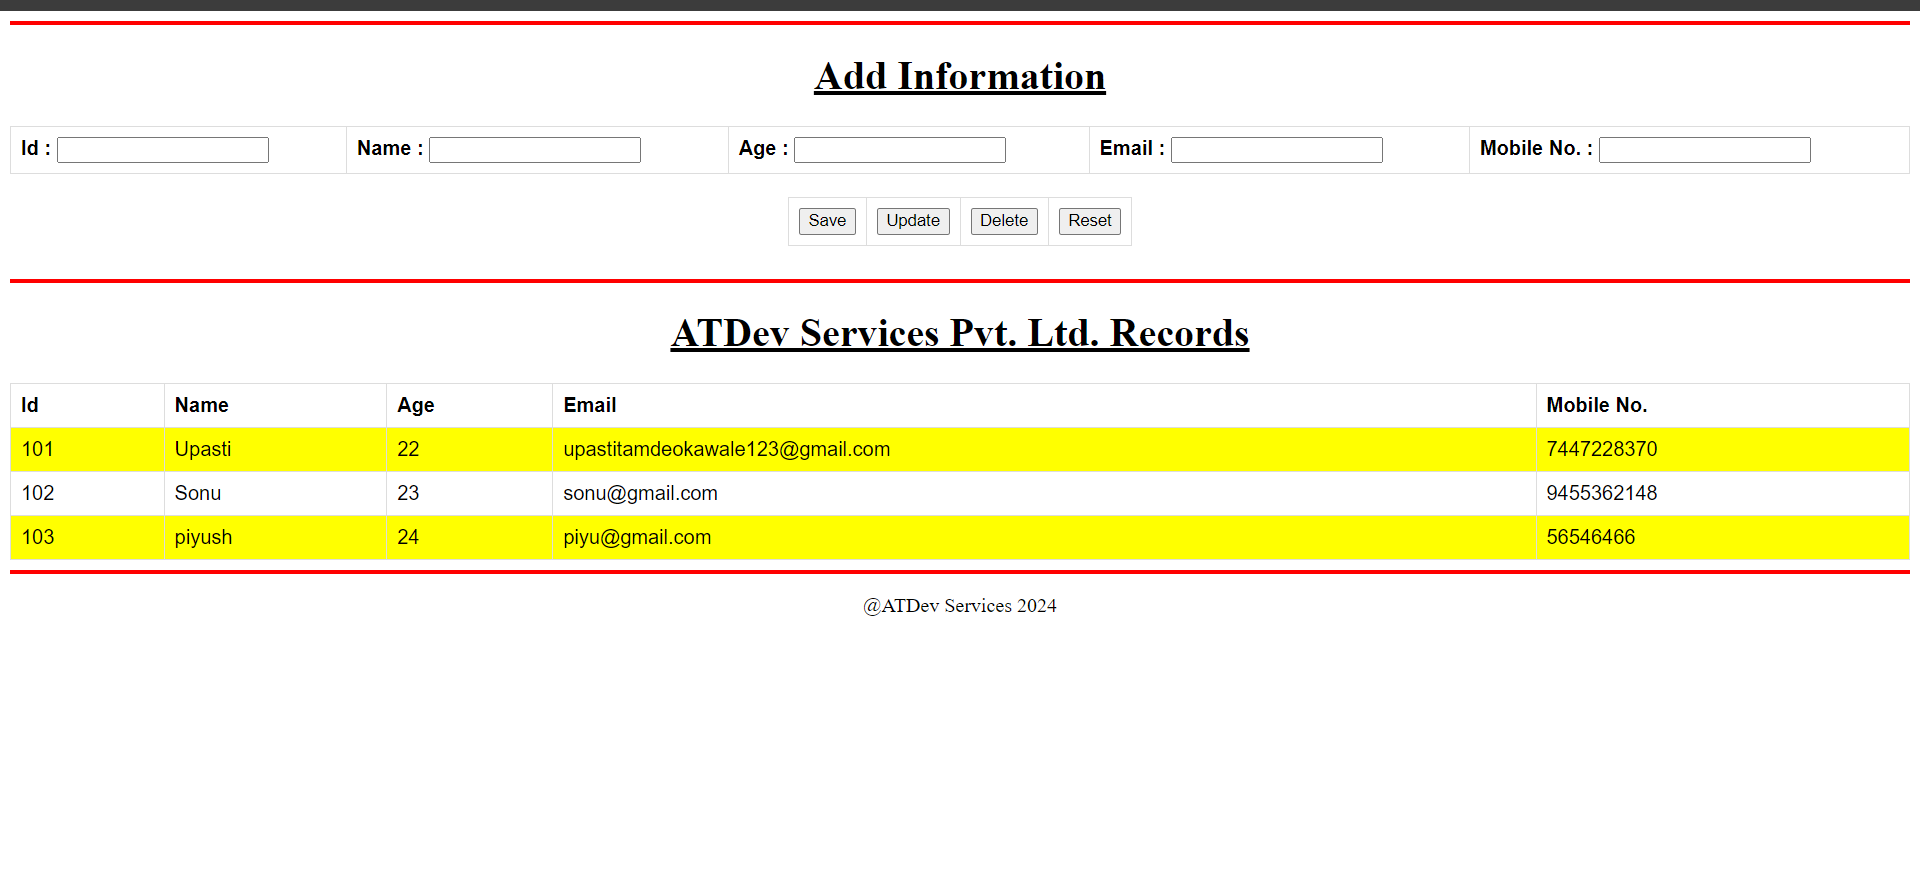 Add Information
Id : Name : Age : Email : Mobile No. :
Save Update Delete Reset
ATDev Services Pvt. Ltd. Records
Id Name Age Email Mobile No.
101 Upasti 22 upastitamdeokawale123@gmail.com 7447228370
102 Sonu 23 sonu@gmail.com 9455362148
103 piyush 24 piyu@gmail.com 56546466
@ATDev Services 2024